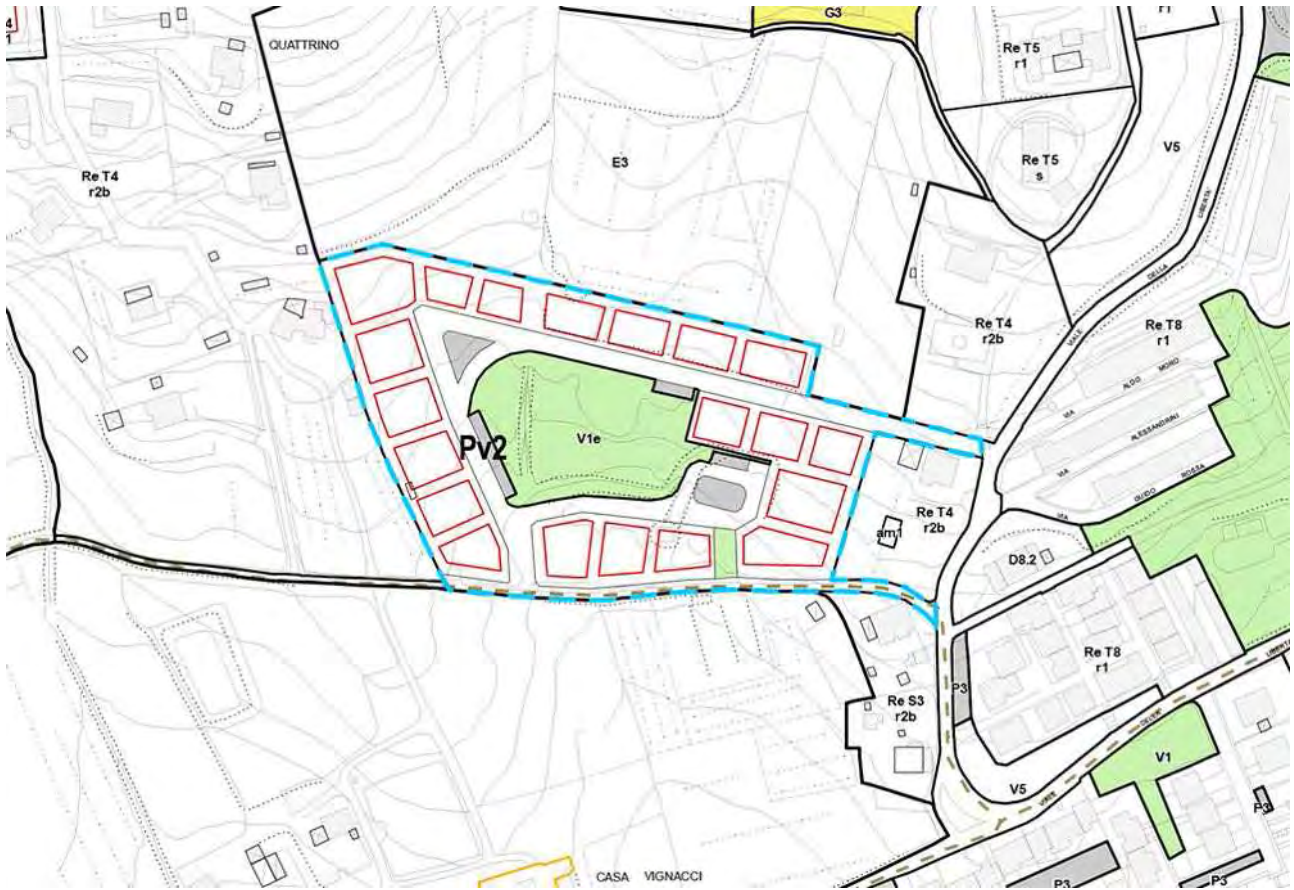 G3
QUATTRINO
Re T5
r1
r1
V5
E3
Re T5
s
Re T4
r2b
VIALE
DELLA
LIBERTA'
Re T4
r2b
Re T8
r1
VIA
ALDO MORO
VIA
ALESSANDRINI
VIA
GUIDO ROSSA
Pv2
V1e
Re T4
r2b
am1
D8.2
Re T8
r1
P3
Re S3
r2b
V5
V1
P3
CASA VIGNACCI
P3
P3